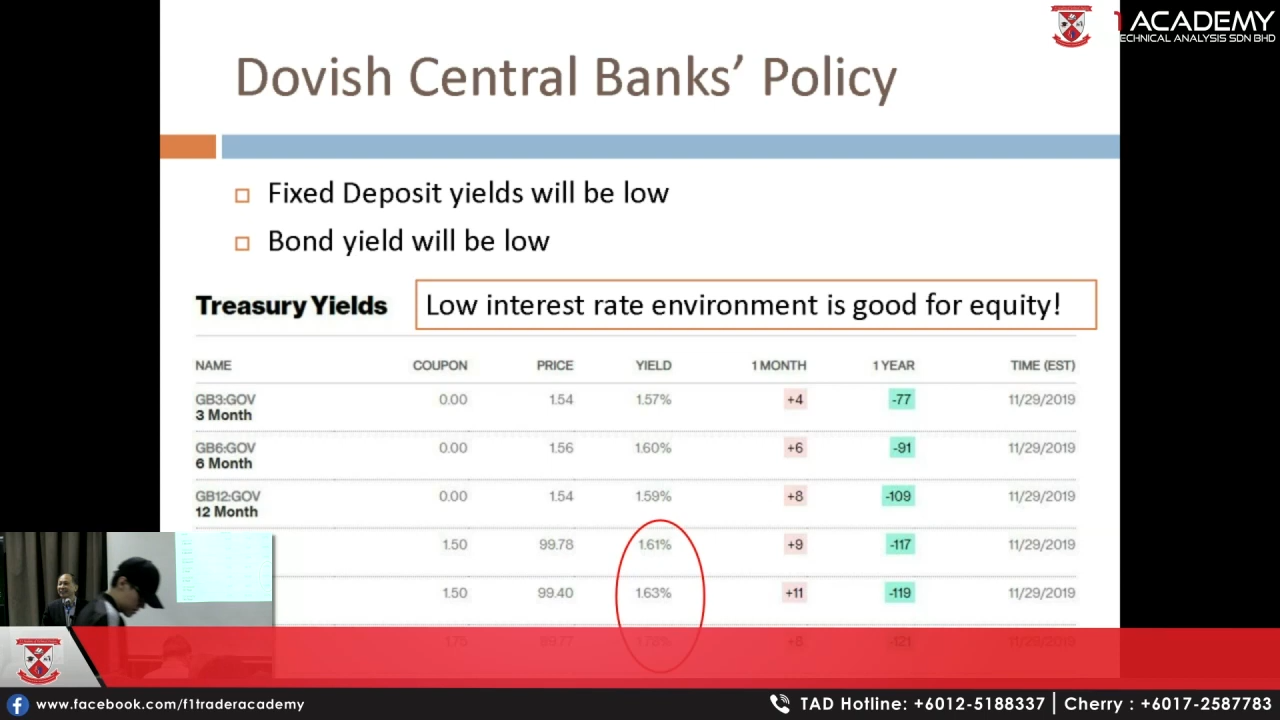 ACADEMY
TECHNICAL ANALYSIS SDN BHD
Dovish Central Banks’ Policy
Fixed Deposit yields will be low
Bond yield will be low
Treasury Yields
Low interest rate environment is good for equity!
NAME COUPON PRICE YIELD 1 MONTH 1 YEAR TIME (EST)
GB3:GOV 0.00 1.54 1.57% +4 -77 11/29/2019
3 Month
GB6:GOV 0.00 1.56 1.60% +6 -91 11/29/2019
6 Month
GB12:GOV 0.00 1.54 1.59% +8 -109 11/29/2019
12 Month
1.50 99.78 1.61% +9 -117 11/29/2019
1.50 99.40 1.63% +11 -119 11/29/2019
1.75 +8 -121 11/29/2019
www.facebook.com/f1traderacademy
TAD Hotline: +6012-5188337 | Cherry : +6017-2587783